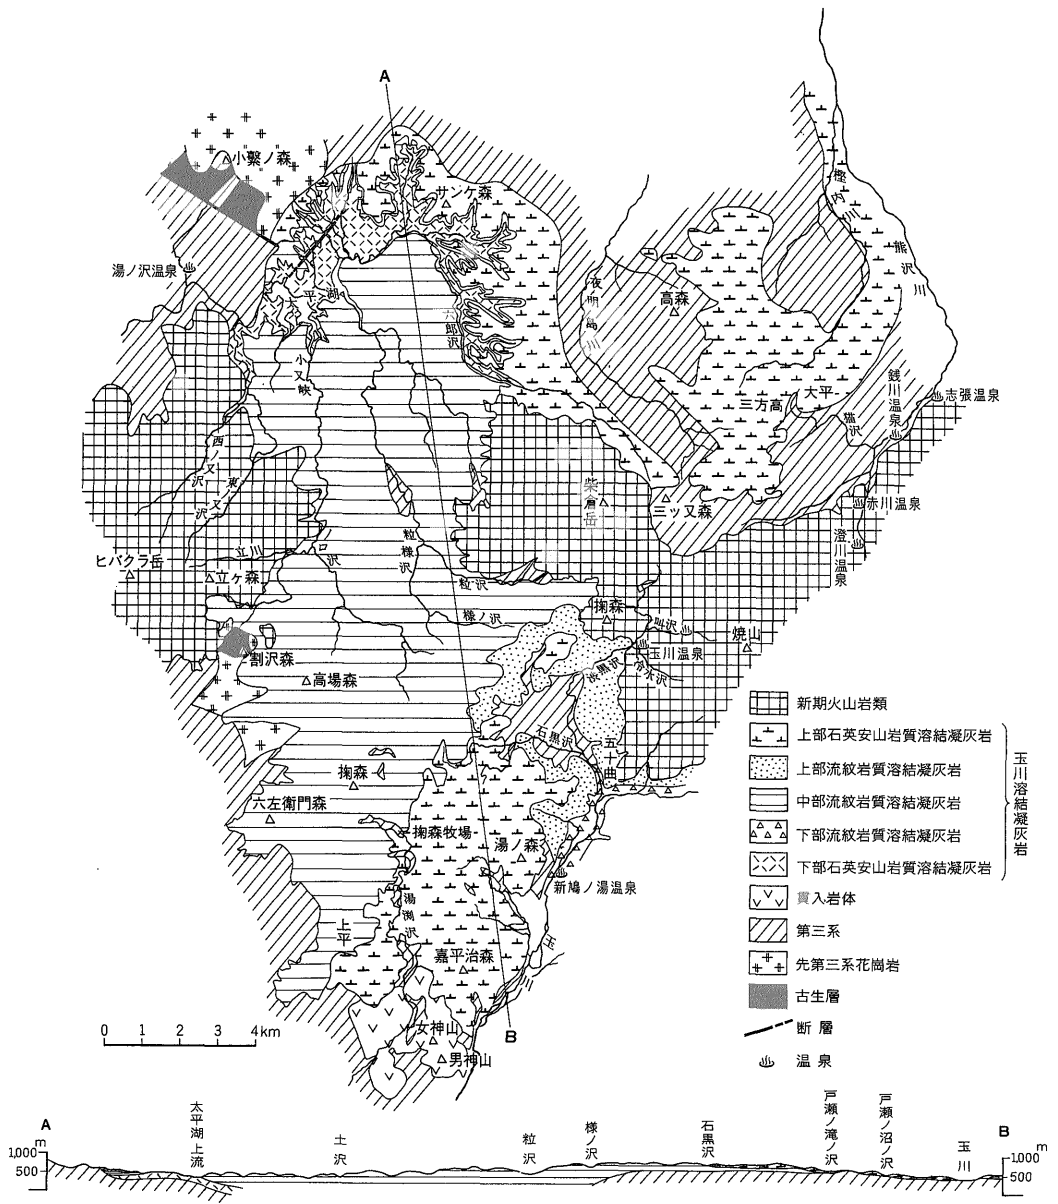 A
小繋ノ森
サンケ森
湯ノ沢温泉
太平湖
小又峡
六郎沢
夜明島川
高森
樫内川
熊沢川
三方高
大平
銭川温泉
志張温泉
赤川温泉
澄川温泉
三ッ又森
柴倉岳
西ノ又沢
東ノ又沢
ヒバクラ岳
立川
立ヶ森
粒様沢
粒沢
様ノ沢
掬森
叫沢
焼山
玉川温泉
渋黒沢
割沢森
高場森
石黒沢
五十曲
掬森
六左衛門森
掬森牧場
湯ノ森
新鳩ノ湯温泉
湯渕沢
上平
嘉平治森
玉川
女神山
男神山
B
新期火山岩類
上部石英安山岩質溶結凝灰岩
上部流紋岩質溶結凝灰岩
中部流紋岩質溶結凝灰岩
下部流紋岩質溶結凝灰岩
下部石英安山岩質溶結凝灰岩
玉川溶結凝灰岩
貫入岩体
第三系
先第三系花崗岩
古生層
断層
温泉
0 1 2 3 4km
A
m
1,000
500
太平湖上流
土沢
粒沢
様ノ沢
石黒沢
戸瀬ノ滝ノ沢
戸瀬ノ沼ノ沢
玉川
B
1,000 m
500